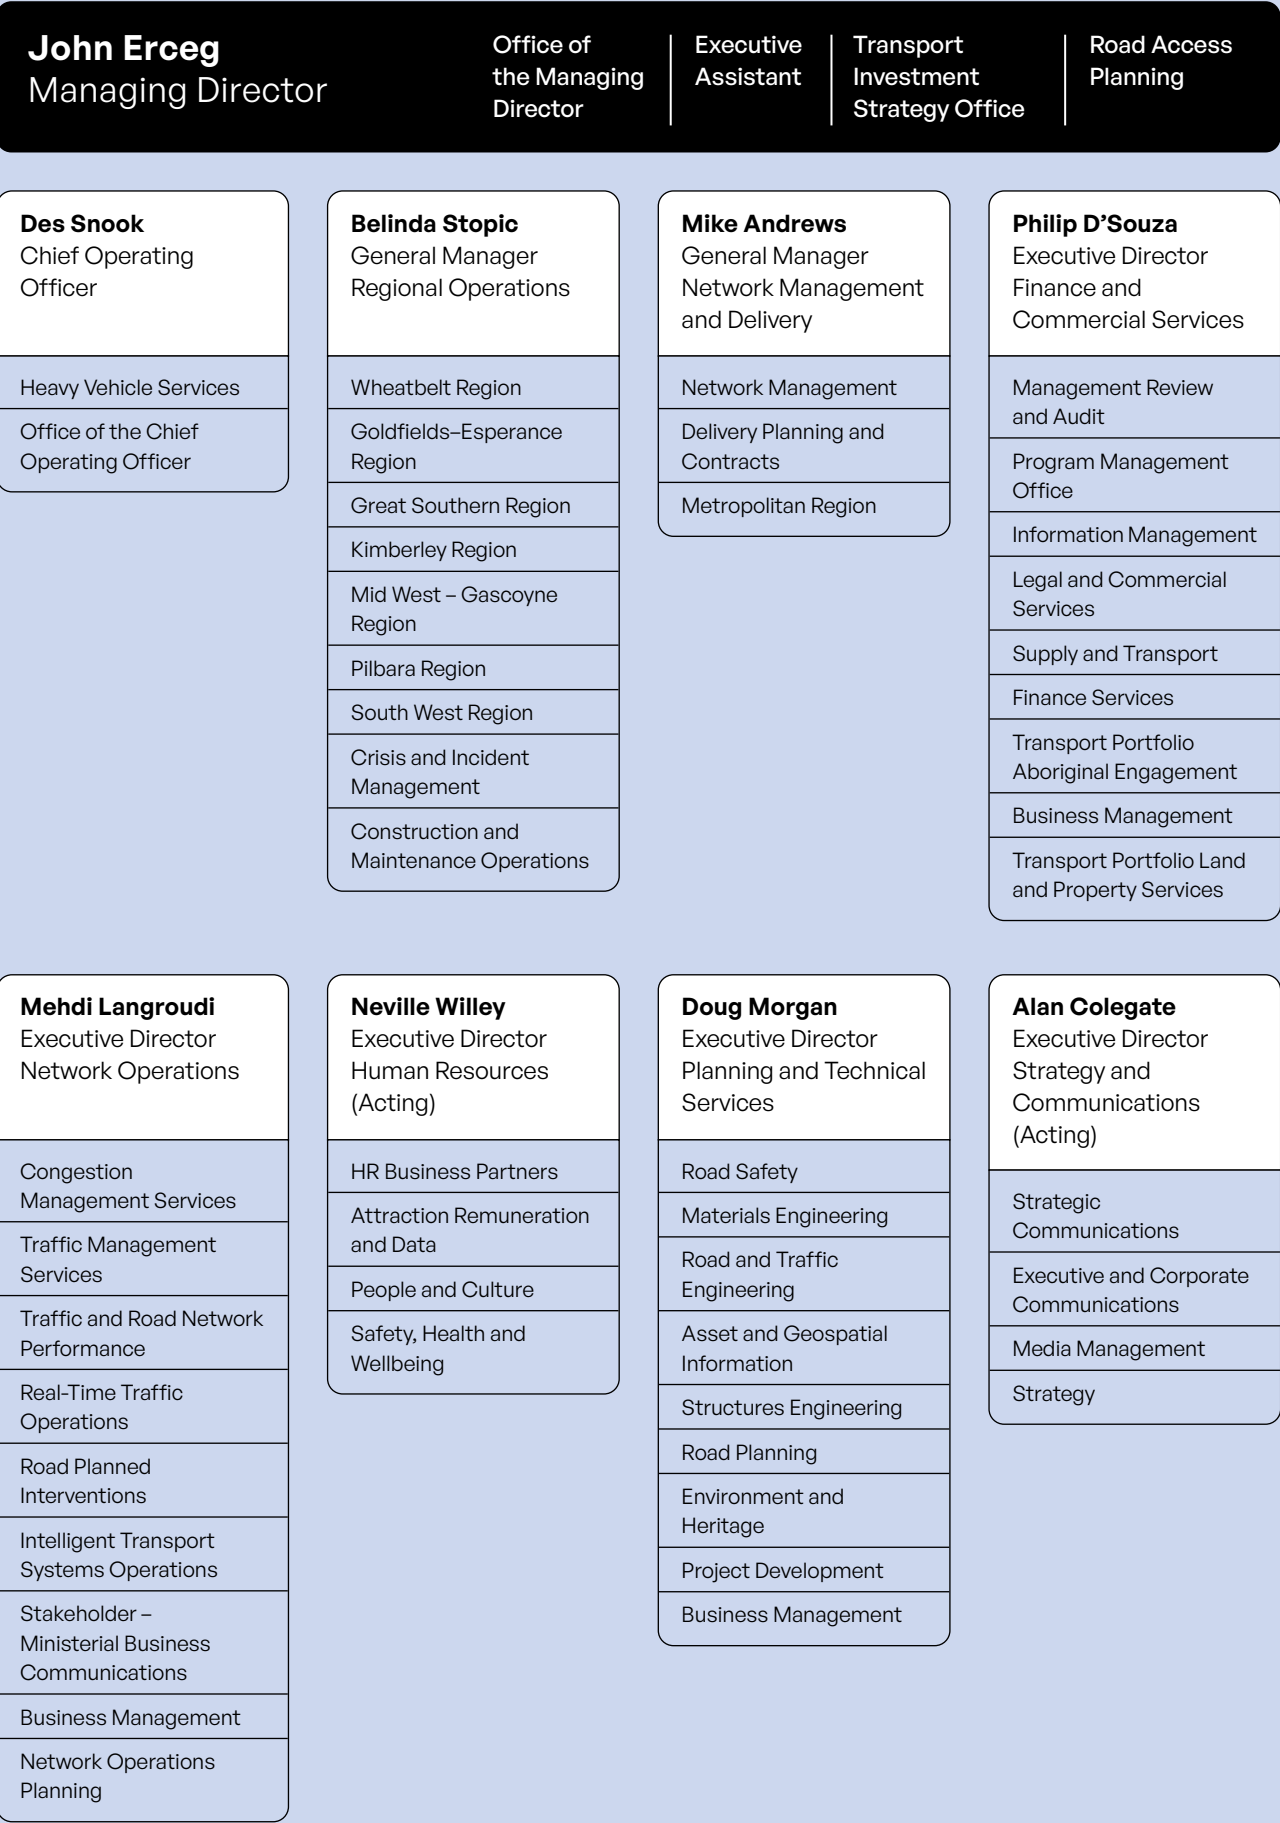 John Erceg
Managing Director
Office of
the Managing
Director
Executive
Assistant
Transport
Investment
Strategy Office
Road Access
Planning
Des Snook
Chief Operating
Officer
Heavy Vehicle Services
Office of the Chief
Operating Officer
Belinda Stopic
General Manager
Regional Operations
Wheatbelt Region
Goldfields–Esperance
Region
Great Southern Region
Kimberley Region
Mid West – Gascoyne
Region
Pilbara Region
South West Region
Crisis and Incident
Management
Construction and
Maintenance Operations
Mike Andrews
General Manager
Network Management
and Delivery
Network Management
Delivery Planning and
Contracts
Metropolitan Region
Philip D’Souza
Executive Director
Finance and
Commercial Services
Management Review
and Audit
Program Management
Office
Information Management
Legal and Commercial
Services
Supply and Transport
Finance Services
Transport Portfolio
Aboriginal Engagement
Business Management
Transport Portfolio Land
and Property Services
Mehdi Langroudi
Executive Director
Network Operations
Congestion
Management Services
Traffic Management
Services
Traffic and Road Network
Performance
Real-Time Traffic
Operations
Road Planned
Interventions
Intelligent Transport
Systems Operations
Stakeholder –
Ministerial Business
Communications
Business Management
Network Operations
Planning
Neville Willey
Executive Director
Human Resources
(Acting)
HR Business Partners
Attraction Remuneration
and Data
People and Culture
Safety, Health and
Wellbeing
Doug Morgan
Executive Director
Planning and Technical
Services
Road Safety
Materials Engineering
Road and Traffic
Engineering
Asset and Geospatial
Information
Structures Engineering
Road Planning
Environment and
Heritage
Project Development
Business Management
Alan Colegate
Executive Director
Strategy and
Communications
(Acting)
Strategic
Communications
Executive and Corporate
Communications
Media Management
Strategy